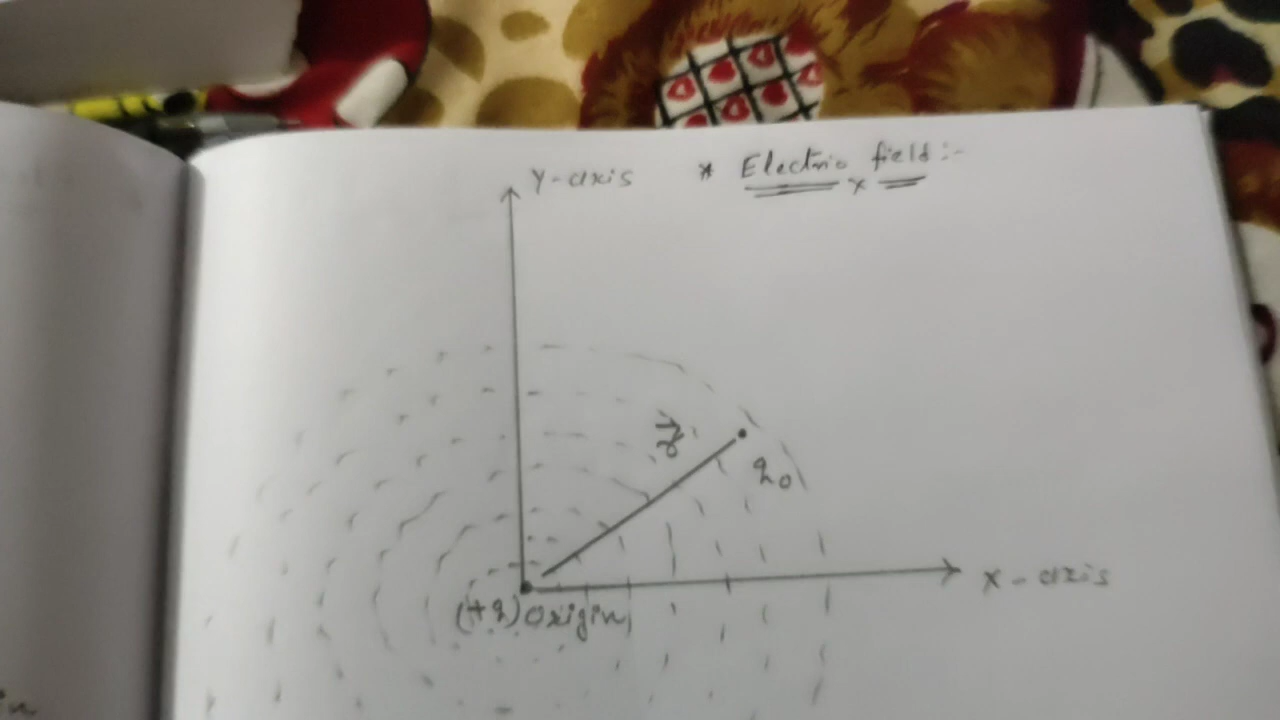 Y-axis
* Electric field :-
r⃗
q₀
X-axis
(+q) Origin